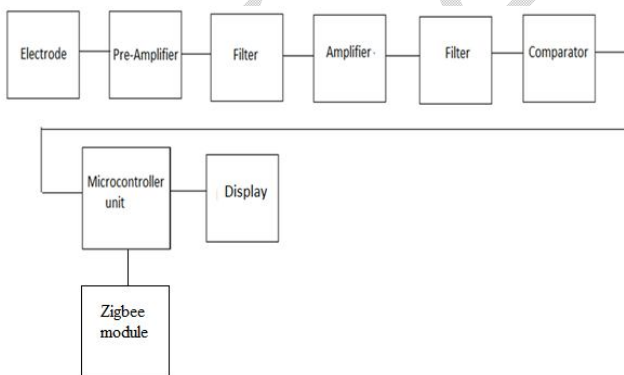 Electrode
Pre-Amplifier
Filter
Amplifier
Filter
Comparator
Microcontroller
unit
Display
Zigbee
module